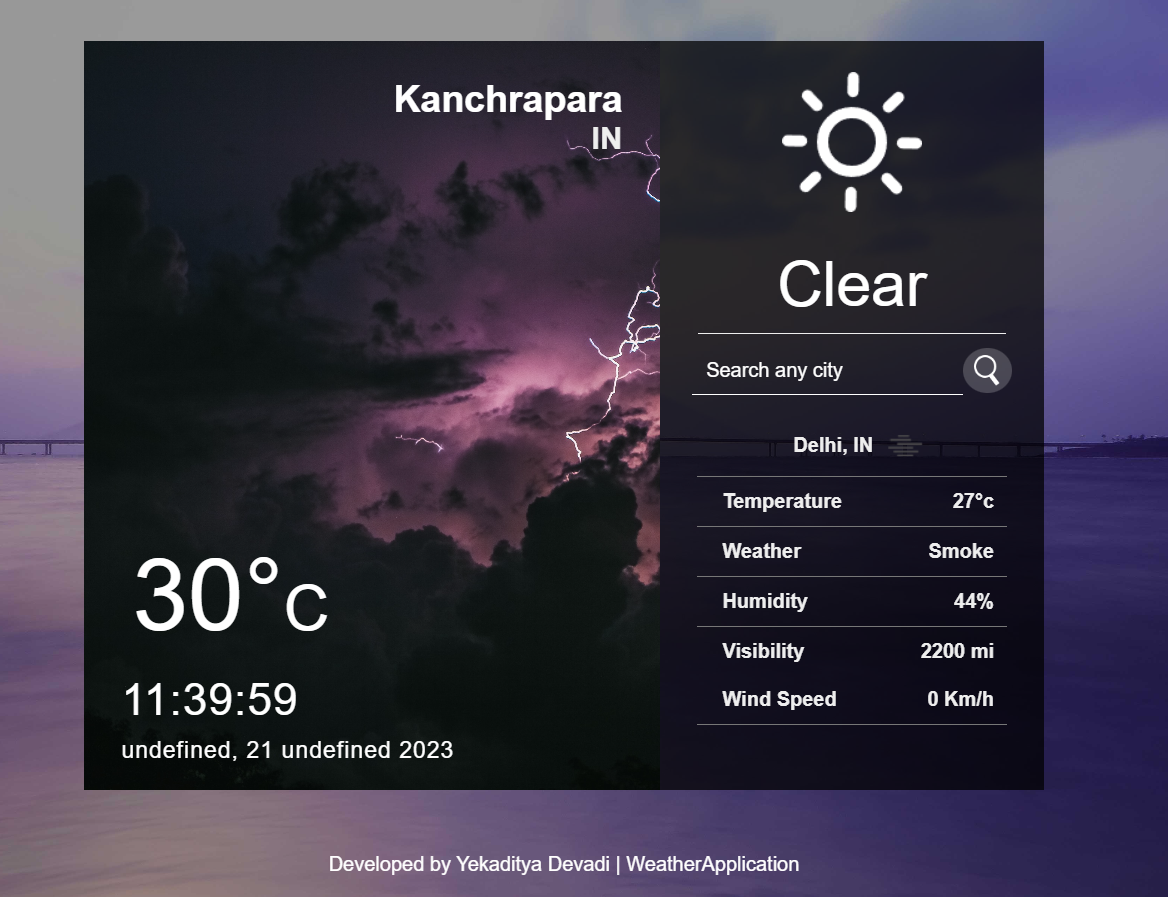 Kanchrapara
IN
30°C
11:39:59
undefined, 21 undefined 2023
Clear
Search any city
Delhi, IN
Temperature 27°c
Weather Smoke
Humidity 44%
Visibility 2200 mi
Wind Speed 0 Km/h
Developed by Yekaditya Devadi | WeatherApplication